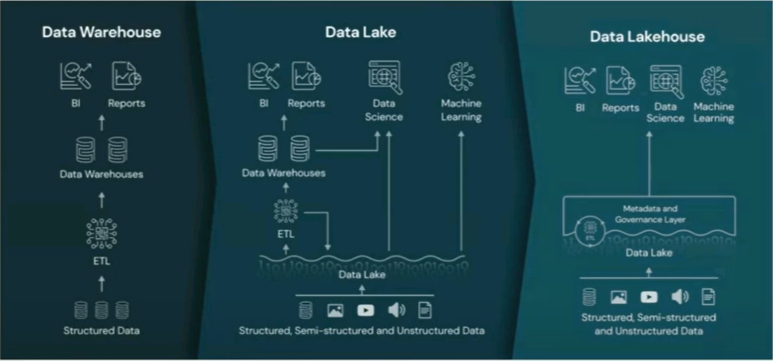 Data Warehouse
BI
Reports
Data Warehouses
ETL
Structured Data
Data Lake
BI
Reports
Data
Science
Machine
Learning
Data Warehouses
ETL
Data Lake
Structured, Semi-structured and Unstructured Data
Data Lakehouse
BI
Reports
Data
Science
Machine
Learning
Metadata and
Governance Layer
ETL
Data Lake
Structured, Semi-structured
and Unstructured Data